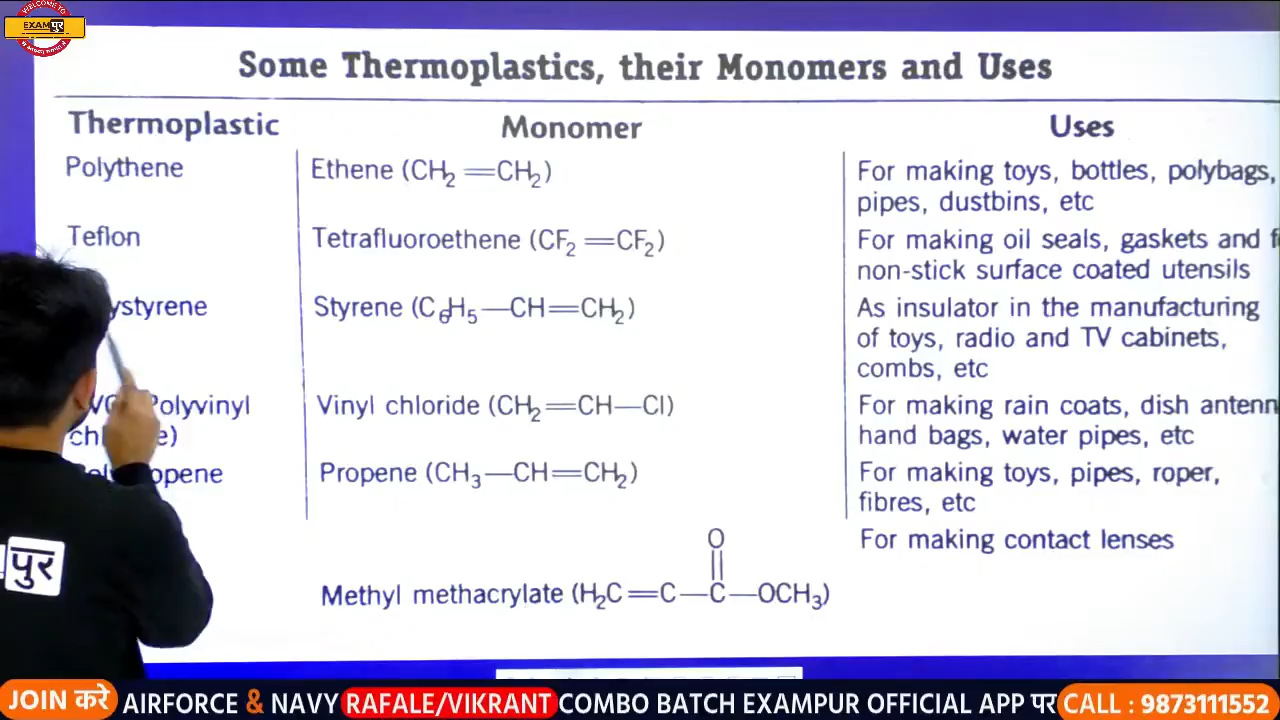 WELCOME TO
EXAMपुर
Some Thermoplastics, their Monomers and Uses
Thermoplastic Monomer Uses
Polythene Ethene (CH₂=CH₂) For making toys, bottles, polybags,
pipes, dustbins, etc
Teflon Tetrafluoroethene (CF₂=CF₂) For making oil seals, gaskets and f
non-stick surface coated utensils
ystyrene Styrene (C₆H₅—CH=CH₂) As insulator in the manufacturing
of toys, radio and TV cabinets,
combs, etc
Polyvinyl Vinyl chloride (CH₂=CH—Cl) For making rain coats, dish antenn
ch e) hand bags, water pipes, etc
opene Propene (CH₃—CH=CH₂) For making toys, pipes, roper,
fibres, etc
For making contact lenses
O
Methyl methacrylate (H₂C=C—C—OCH₃)
पुर
JOIN करे AIRFORCE & NAVY RAFALE/VIKRANT COMBO BATCH EXAMPUR OFFICIAL APP पर CALL : 9873111552